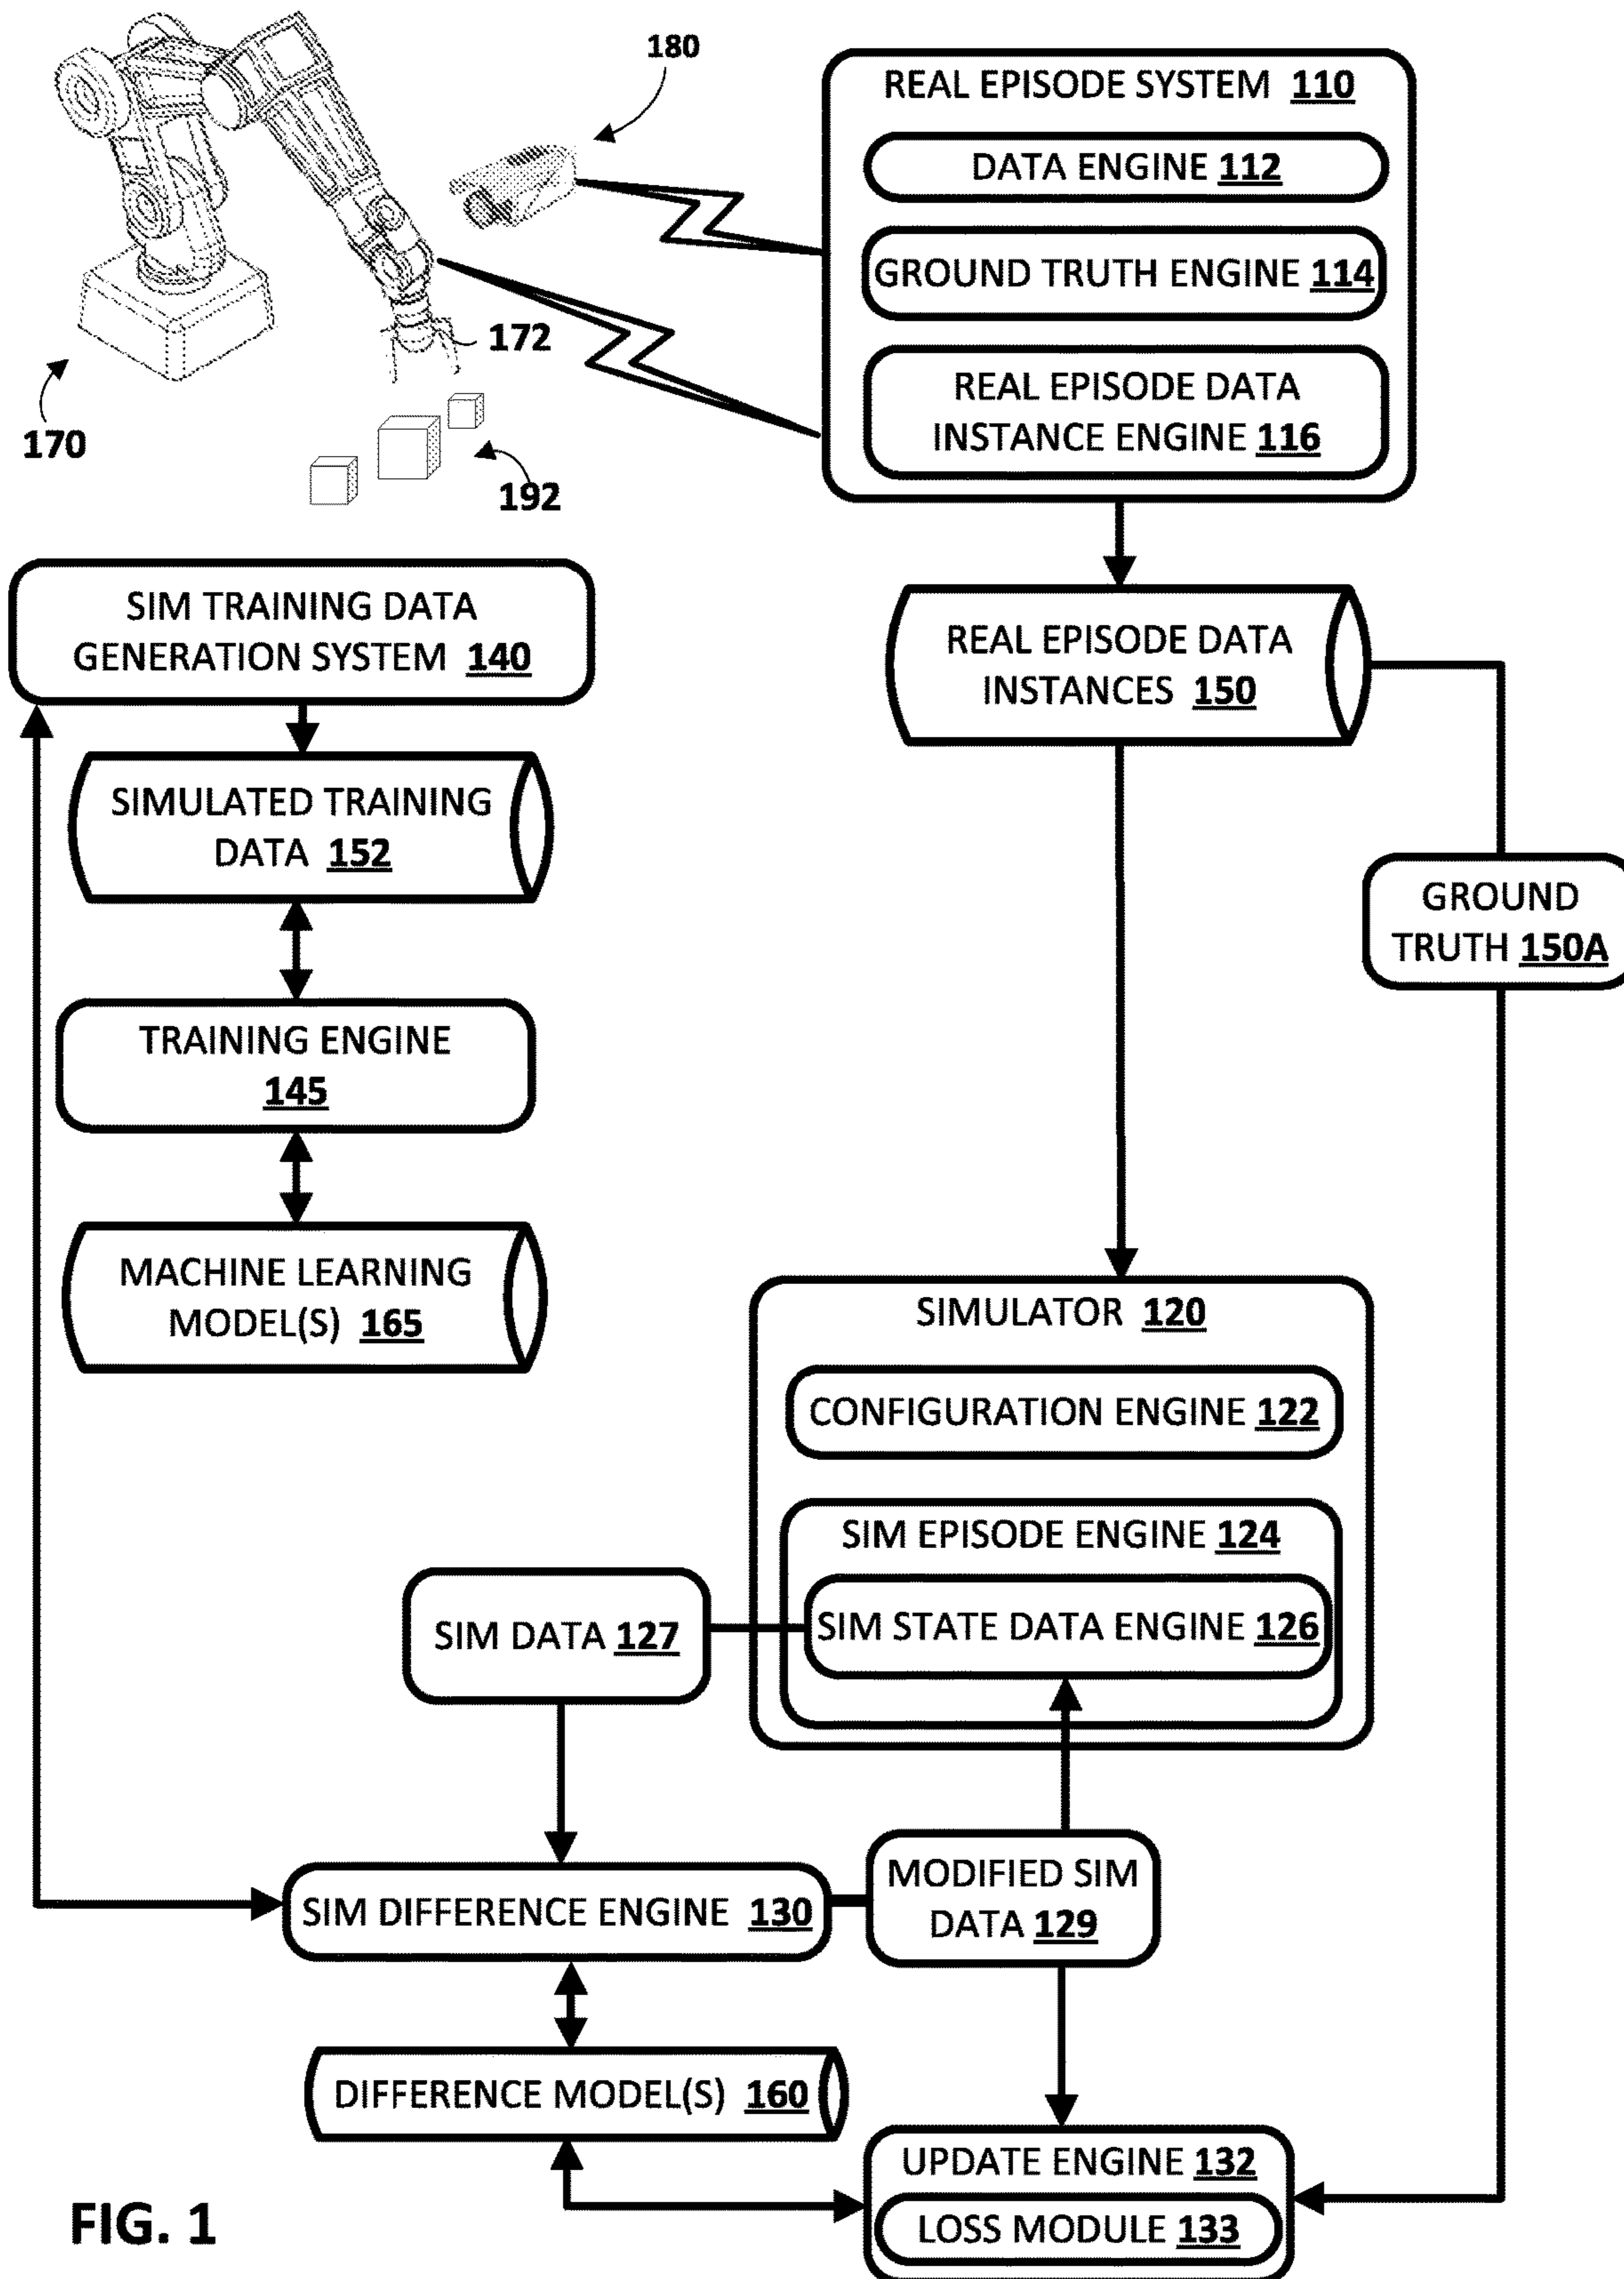 180
REAL EPISODE SYSTEM 110
DATA ENGINE 112
GROUND TRUTH ENGINE 114
172
REAL EPISODE DATA
INSTANCE ENGINE 116
170
192
SIM TRAINING DATA
GENERATION SYSTEM 140
REAL EPISODE DATA
INSTANCES 150
SIMULATED TRAINING
DATA 152
GROUND
TRUTH 150A
TRAINING ENGINE
145
MACHINE LEARNING
MODEL(S) 165
SIMULATOR 120
CONFIGURATION ENGINE 122
SIM EPISODE ENGINE 124
SIM DATA 127
SIM STATE DATA ENGINE 126
SIM DIFFERENCE ENGINE 130
MODIFIED SIM
DATA 129
DIFFERENCE MODEL(S) 160
UPDATE ENGINE 132
LOSS MODULE 133
FIG. 1